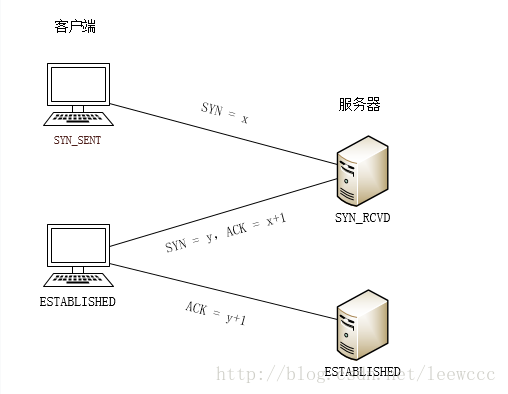 客户端
服务器
SYN = x
SYN_SENT
SYN_RCVD
SYN = y, ACK = x+1
ESTABLISHED
ACK = y+1
ESTABLISHED
http://blog.csdn.net/leewccc